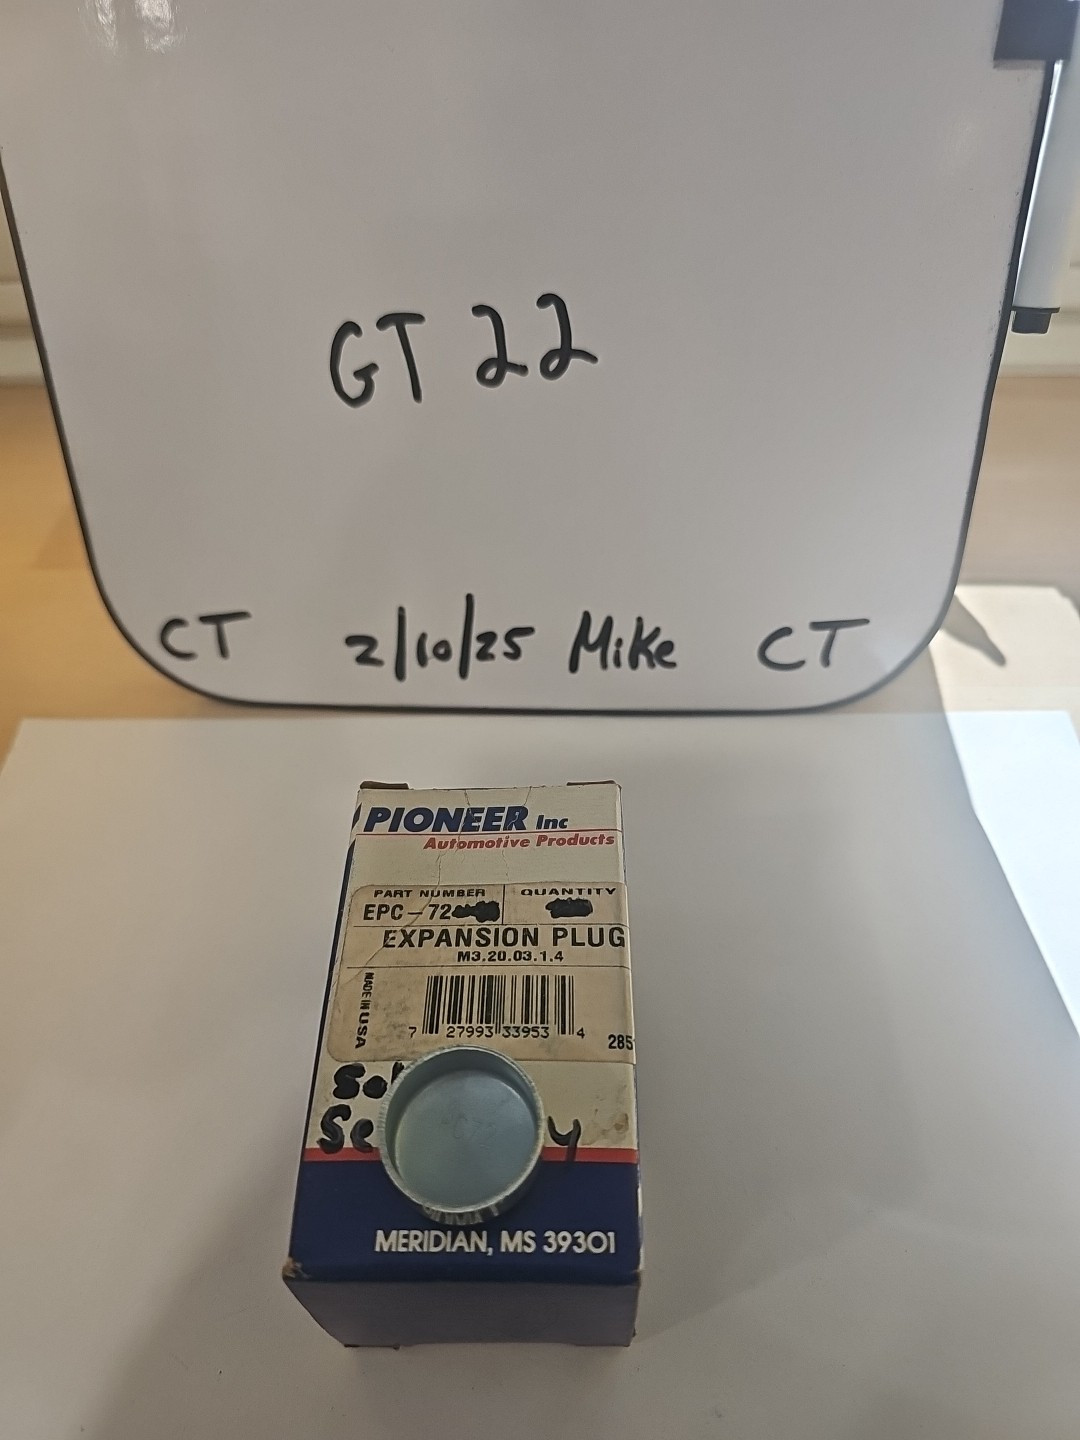 GT 22
CT 2/10/25 Mike CT
PIONEER Inc
Automotive Products
PART NUMBER QUANTITY
EPC-72
EXPANSION PLUG
M3.20.03.1.4
MADE IN USA
7 27993 33953 4
MERIDIAN, MS 39301